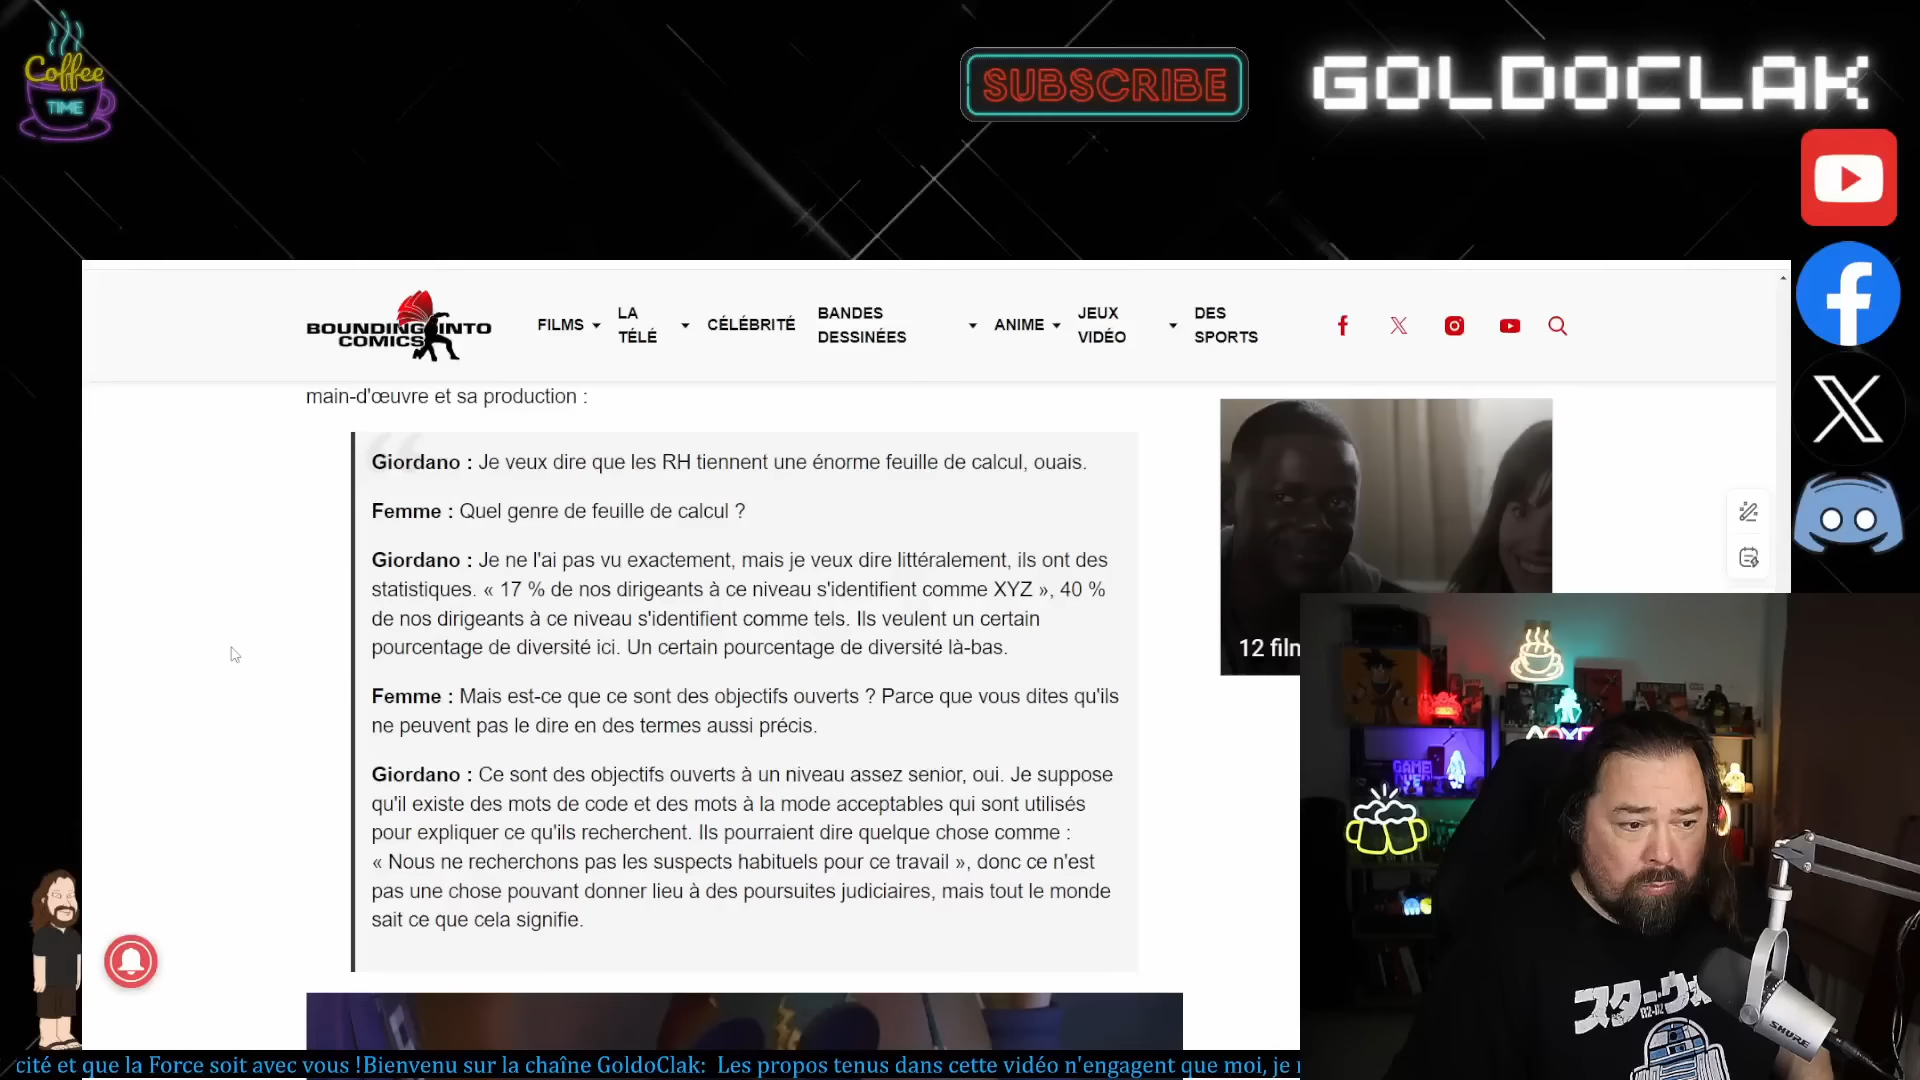 Coffee
TIME
SUBSCRIBE
GOLDOCLAK
BOUNDING INTO
COMICS
FILMS
LA
TÉLÉ
CÉLÉBRITÉ
BANDES
DESSINÉES
ANIME
JEUX
VIDÉO
DES
SPORTS
main-d'œuvre et sa production :
Giordano : Je veux dire que les RH tiennent une énorme feuille de calcul, ouais.
Femme : Quel genre de feuille de calcul ?
Giordano : Je ne l'ai pas vu exactement, mais je veux dire littéralement, ils ont des
statistiques. « 17 % de nos dirigeants à ce niveau s'identifient comme XYZ », 40 %
de nos dirigeants à ce niveau s'identifient comme tels. Ils veulent un certain
pourcentage de diversité ici. Un certain pourcentage de diversité là-bas.
Femme : Mais est-ce que ce sont des objectifs ouverts ? Parce que vous dites qu'ils
ne peuvent pas le dire en des termes aussi précis.
Giordano : Ce sont des objectifs ouverts à un niveau assez senior, oui. Je suppose
qu'il existe des mots de code et des mots à la mode acceptables qui sont utilisés
pour expliquer ce qu'ils recherchent. Ils pourraient dire quelque chose comme :
« Nous ne recherchons pas les suspects habituels pour ce travail », donc ce n'est
pas une chose pouvant donner lieu à des poursuites judiciaires, mais tout le monde
sait ce que cela signifie.
12 film
GAME
OVER
スター・ウォ
R2-D2
SHURE
cité et que la Force soit avec vous !Bienvenu sur la chaîne GoldoClak: Les propos tenus dans cette vidéo n'engagent que moi, je